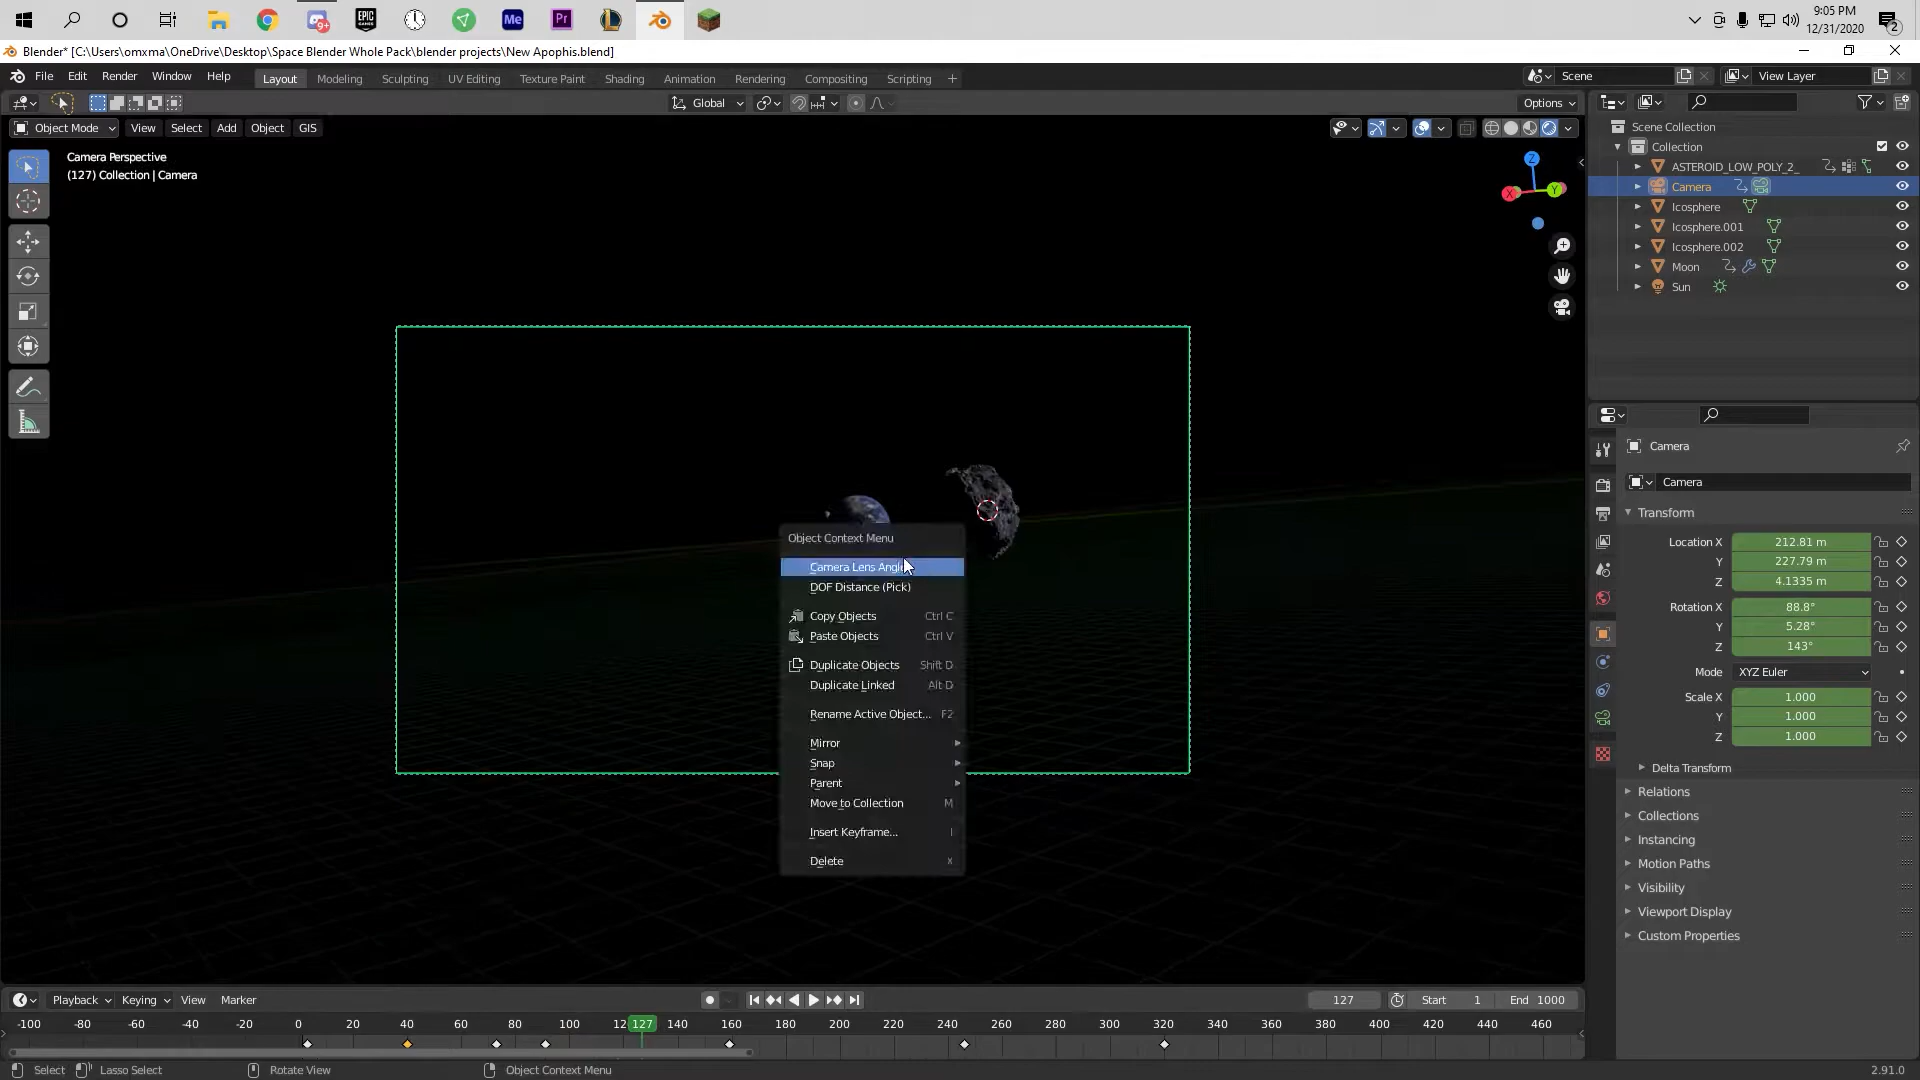 9:05 PM
EPIC GAMES
9+
Me
Pr
12/31/2020
2
Blender* [C:\Users\omxma\OneDrive\Desktop\Space Blender Whole Pack\blender projects\New Apophis.blend]
File Edit Render Window Help
Layout Modeling Sculpting UV Editing Texture Paint Shading Animation Rendering Compositing Scripting +
Scene
View Layer
Global
Options
Object Mode View Select Add Object GIS
Camera Perspective
(127) Collection | Camera
Z
X
Y
Scene Collection
Collection
ASTEROID_LOW_POLY_2_
Camera
Icosphere
Icosphere.001
Icosphere.002
Moon
Sun
Object Context Menu
Camera Lens Angle
DOF Distance (Pick)
Copy Objects Ctrl C
Paste Objects Ctrl V
Duplicate Objects Shift D
Duplicate Linked Alt D
Rename Active Object... F2
Mirror
Snap
Parent
Move to Collection M
Insert Keyframe... I
Delete X
Camera
Camera
Transform
Location X 212.81 m
Y 227.79 m
Z 4.1335 m
Rotation X 88.8°
Y 5.28°
Z 143°
Mode XYZ Euler
Scale X 1.000
Y 1.000
Z 1.000
Delta Transform
Relations
Collections
Instancing
Motion Paths
Visibility
Viewport Display
Custom Properties
Playback Keying View Marker
127 Start 1 End 1000
-100 -80 -60 -40 -20 0 20 40 60 80 100 12 127 140 160 180 200 220 240 260 280 300 320 340 360 380 400 420 440 460
Select Lasso Select Rotate View Object Context Menu 2.91.0